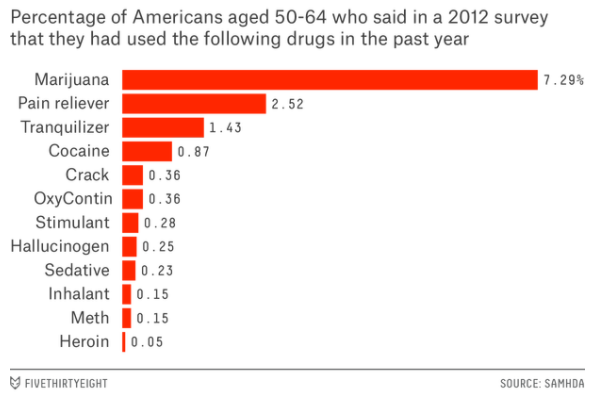 Percentage of Americans aged 50-64 who said in a 2012 survey
that they had used the following drugs in the past year
Marijuana 7.29%
Pain reliever 2.52
Tranquilizer 1.43
Cocaine 0.87
Crack 0.36
OxyContin 0.36
Stimulant 0.28
Hallucinogen 0.25
Sedative 0.23
Inhalant 0.15
Meth 0.15
Heroin 0.05
FIVETHIRTYEIGHT SOURCE: SAMHDA